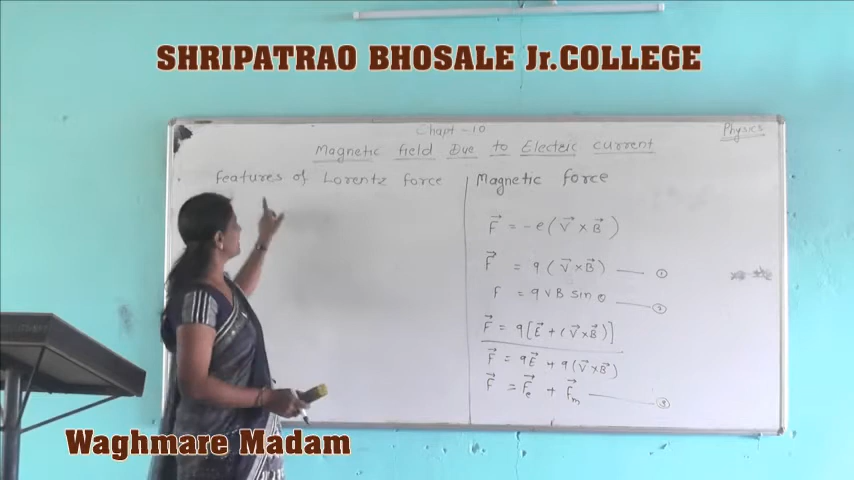 SHRIPATRAO BHOSALE Jr.COLLEGE
Chapt - 10
Physics
Magnetic field Due to Electric current
Features of Lorentz force
Magnetic force
F⃗ = -e (V⃗ × B⃗)
F⃗ = q (V⃗ × B⃗) — ①
F = qVB sin θ — ②
F⃗ = q[E⃗ + (V⃗×B⃗)]
F⃗ = qE⃗ + q(V⃗×B⃗)
F⃗ = F⃗e + F⃗m —
Waghmare Madam